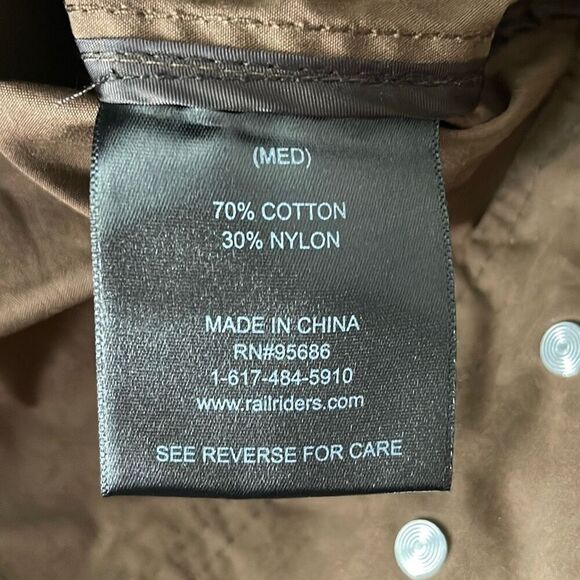 (MED)
70% COTTON
30% NYLON
MADE IN CHINA
RN#95686
1-617-484-5910
www.railriders.com
SEE REVERSE FOR CARE